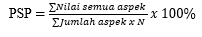 PSP = ∑Nilai semua aspek / ∑Jumlah aspek x N x 100%